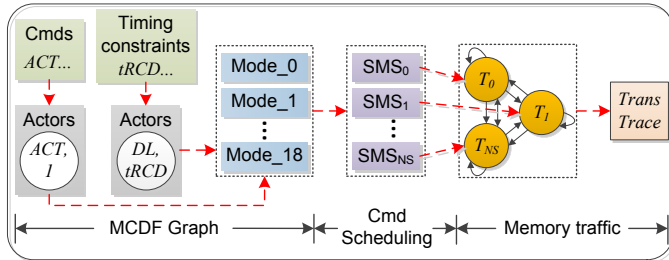 Cmds
ACT...
Timing
constraints
tRCD...
Actors
ACT,
1
Actors
DL,
tRCD
Mode_0
Mode_1
Mode_18
SMS0
SMS1
SMSNS
T0
T1
TNS
Trans
Trace
MCDF Graph
Cmd
Scheduling
Memory traffic